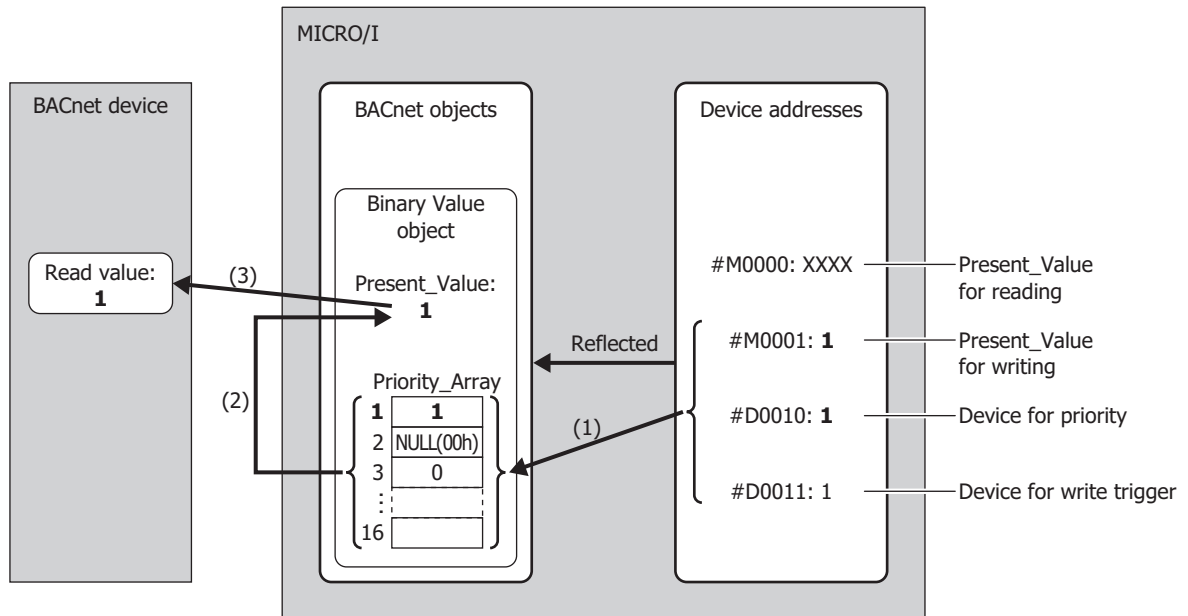 MICRO/I
BACnet device
BACnet objects
Device addresses
Binary Value
object
Read value:
1
(3)
Present_Value:
1
#M0000: XXXX
Present_Value
for reading
Reflected
#M0001: 1
Present_Value
for writing
(2)
Priority_Array
1 1
2 NULL(00h)
3 0
:
16
(1)
#D0010: 1
Device for priority
#D0011: 1
Device for write trigger